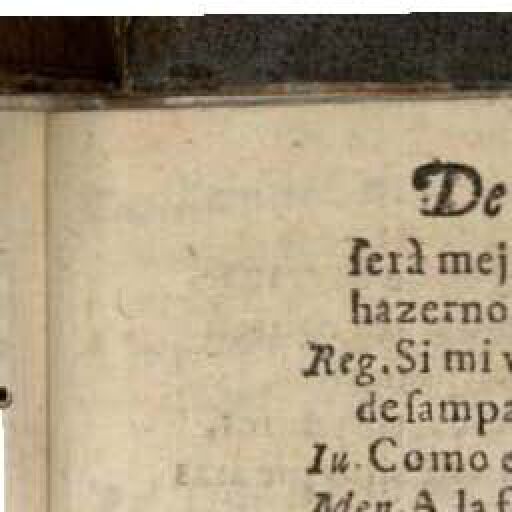 De
ſerà mej
hazerno
Reg. Si mi v
deſampa
Iu. Como e
Men. A la f